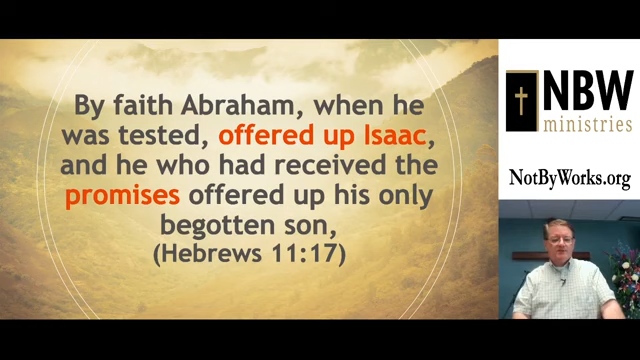 By faith Abraham, when he
was tested, offered up Isaac,
and he who had received the
promises offered up his only
begotten son,
(Hebrews 11:17)
NBW
ministries
NotByWorks.org